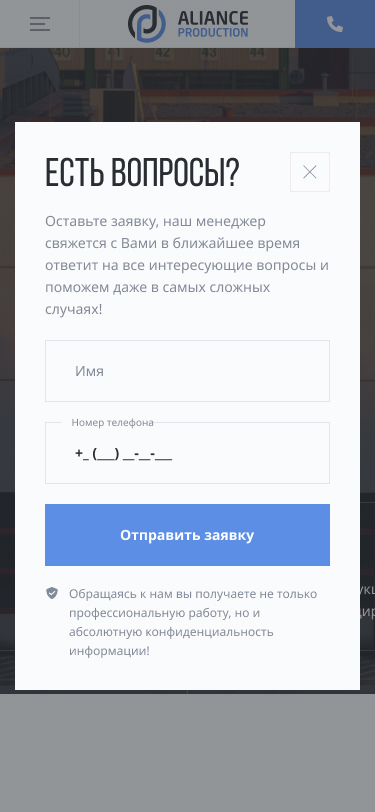 40 41 42 43 44
ALIANCE
PRODUCTION
ЕСТЬ ВОПРОСЫ?
Оставьте заявку, наш менеджер
свяжется с Вами в ближайшее время
ответит на все интересующие вопросы и
поможем даже в самых сложных
случаях!
Имя
Номер телефона
+_ (___) __-__-___
Отправить заявку
Обращаясь к нам вы получаете не только
профессиональную работу, но и
абсолютную конфиденциальность
информации!